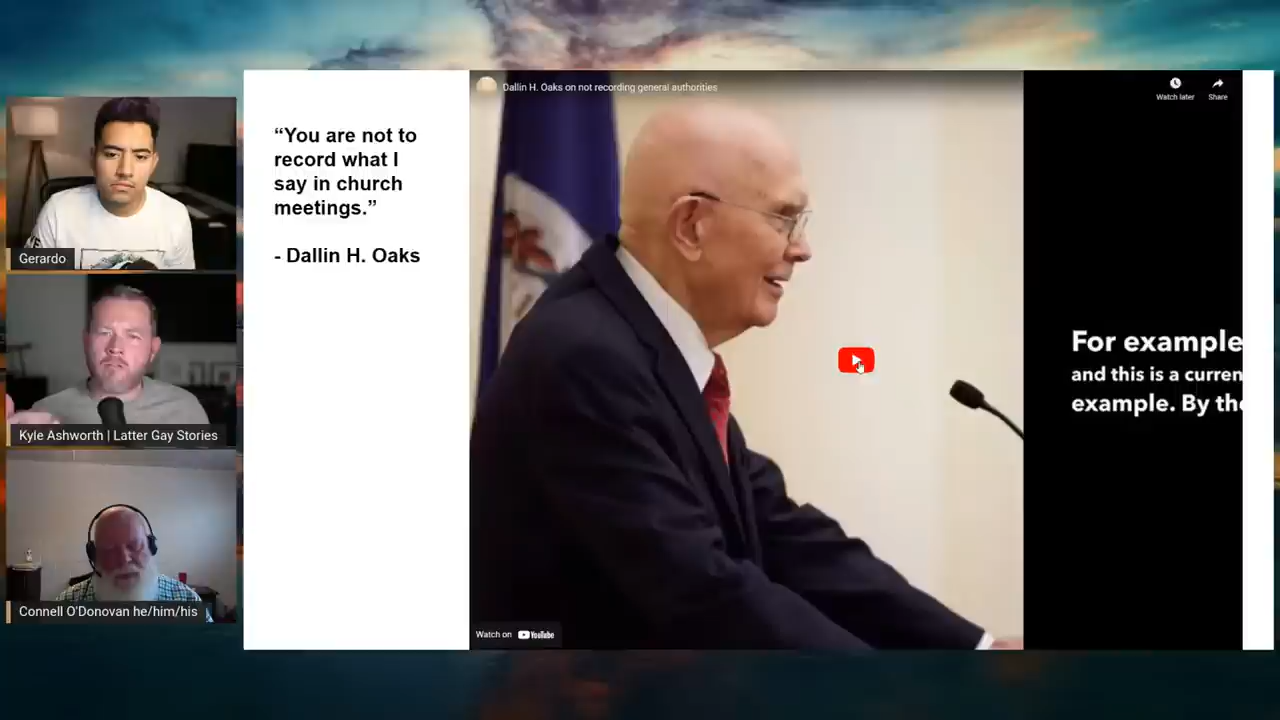 Gerardo
Kyle Ashworth | Latter Gay Stories
Connell O'Donovan he/him/his
“You are not to
record what I
say in church
meetings.”
- Dallin H. Oaks
Dallin H. Oaks on not recording general authorities
Watch later
Share
For example
and this is a curren
example. By the
Watch on
YouTube